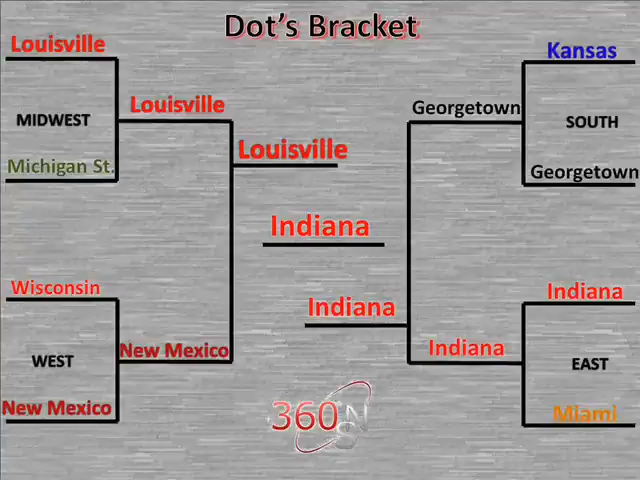 Dot's Bracket
Louisville
MIDWEST
Michigan St.
Louisville
Louisville
Wisconsin
WEST
New Mexico
New Mexico
Indiana
Indiana
Georgetown
Kansas
SOUTH
Georgetown
Indiana
Indiana
EAST
Miami
360
NS